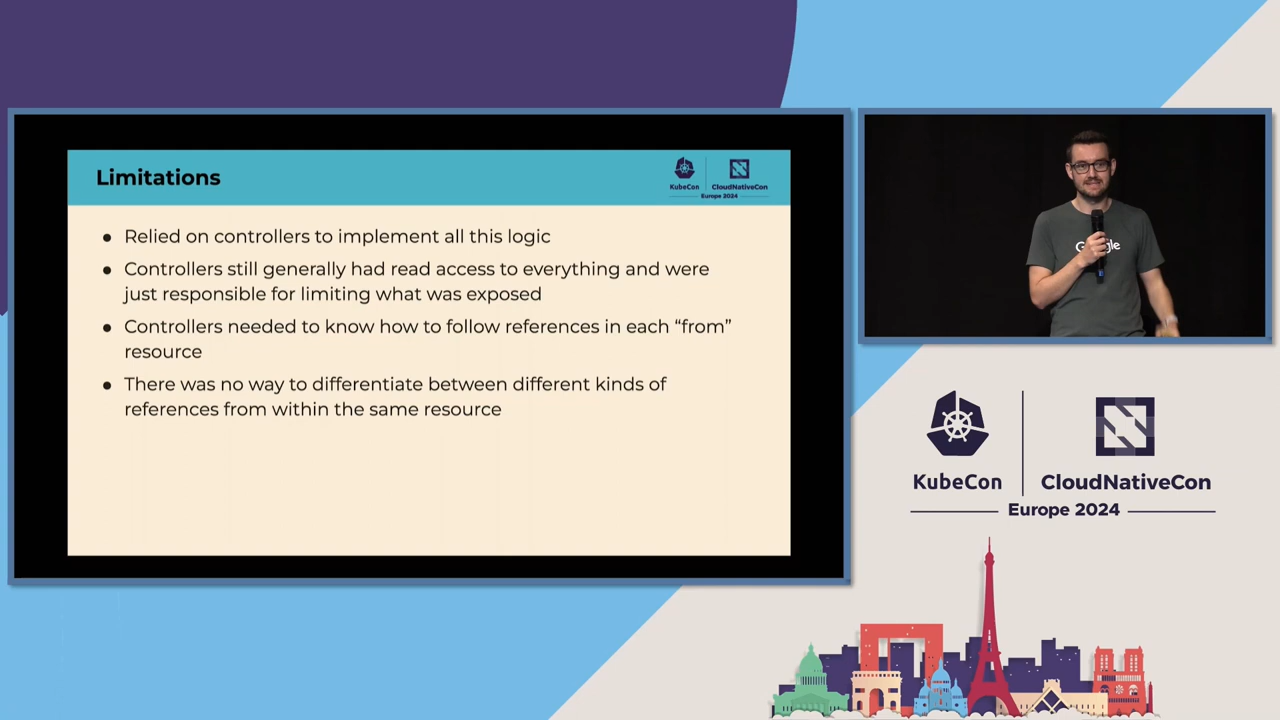 Limitations
KubeCon
CloudNativeCon
Europe 2024
● Relied on controllers to implement all this logic
● Controllers still generally had read access to everything and were
just responsible for limiting what was exposed
● Controllers needed to know how to follow references in each “from”
resource
● There was no way to differentiate between different kinds of
references from within the same resource
Google
KubeCon
CloudNativeCon
Europe 2024